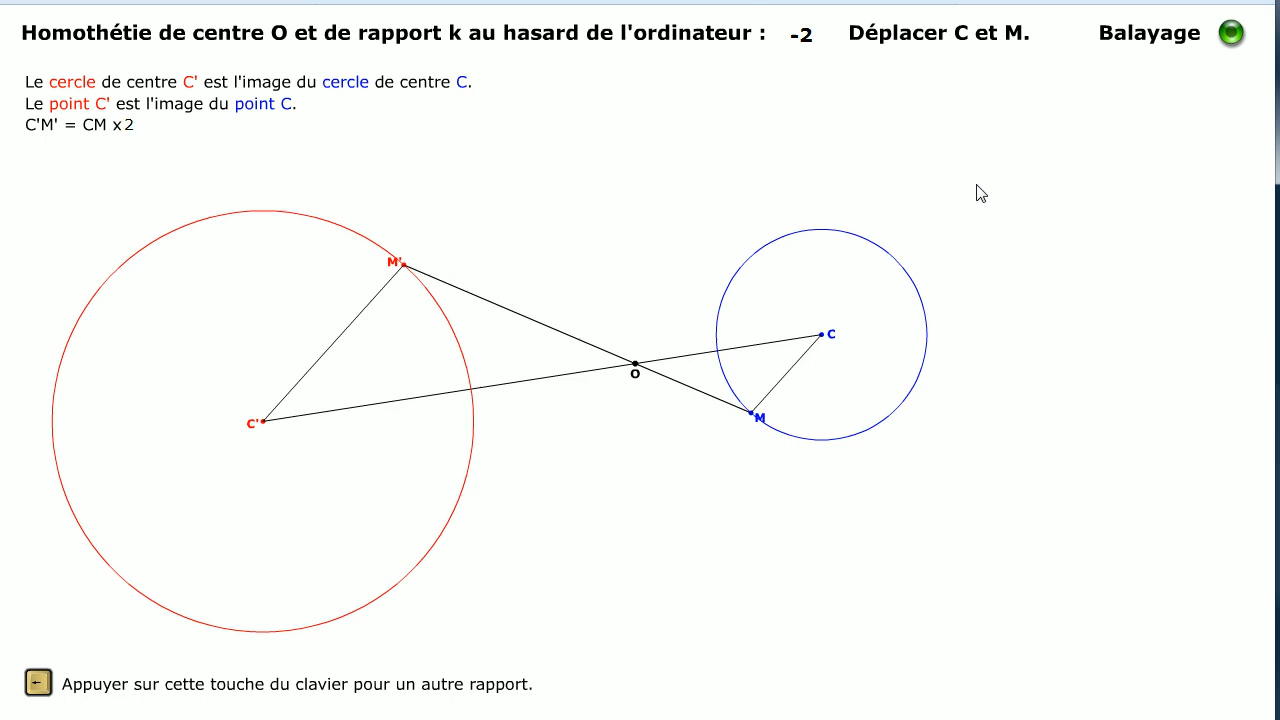 Homothétie de centre O et de rapport k au hasard de l'ordinateur : -2 Déplacer C et M. Balayage
Le cercle de centre C' est l'image du cercle de centre C.
Le point C' est l'image du point C.
C'M' = CM x2
M'
C
O
M
C'
← Appuyer sur cette touche du clavier pour un autre rapport.